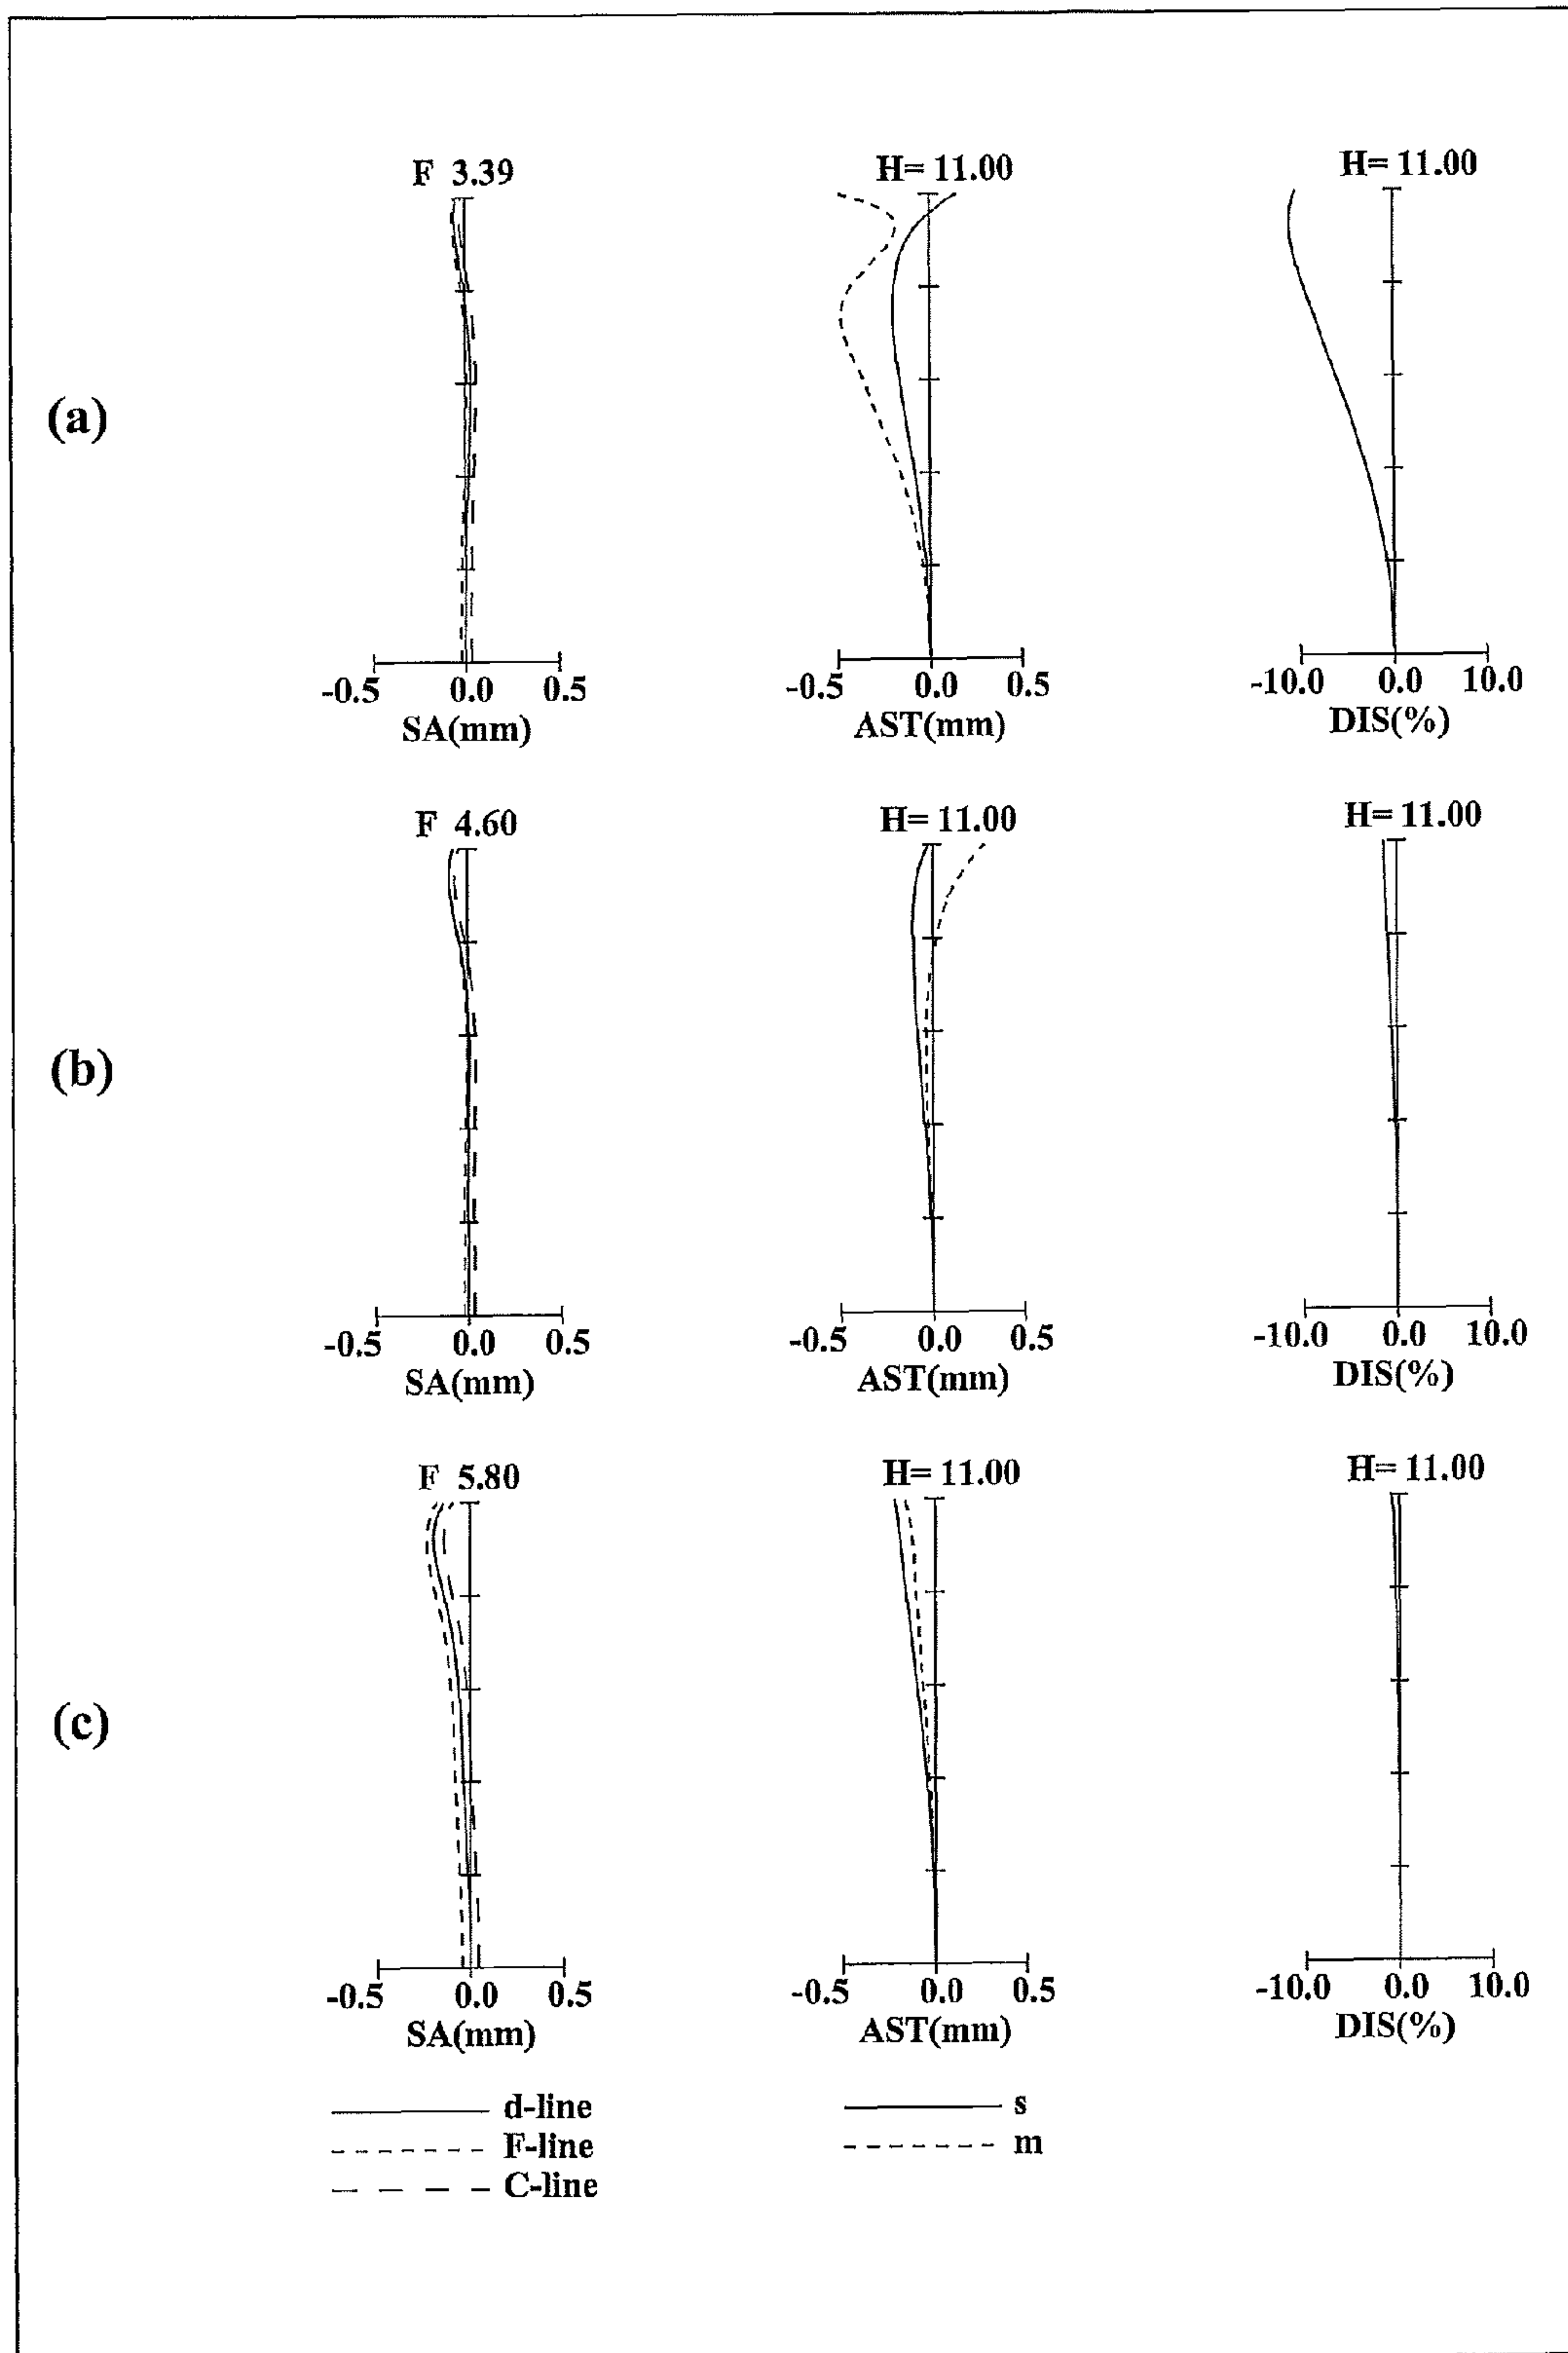 (a)
F 3.39
-0.5 0.0 0.5
SA(mm)
H= 11.00
-0.5 0.0 0.5
AST(mm)
H= 11.00
-10.0 0.0 10.0
DIS(%)
(b)
F 4.60
-0.5 0.0 0.5
SA(mm)
H= 11.00
-0.5 0.0 0.5
AST(mm)
H= 11.00
-10.0 0.0 10.0
DIS(%)
(c)
F 5.80
-0.5 0.0 0.5
SA(mm)
H= 11.00
-0.5 0.0 0.5
AST(mm)
H= 11.00
-10.0 0.0 10.0
DIS(%)
d-line
F-line
C-line
s
m